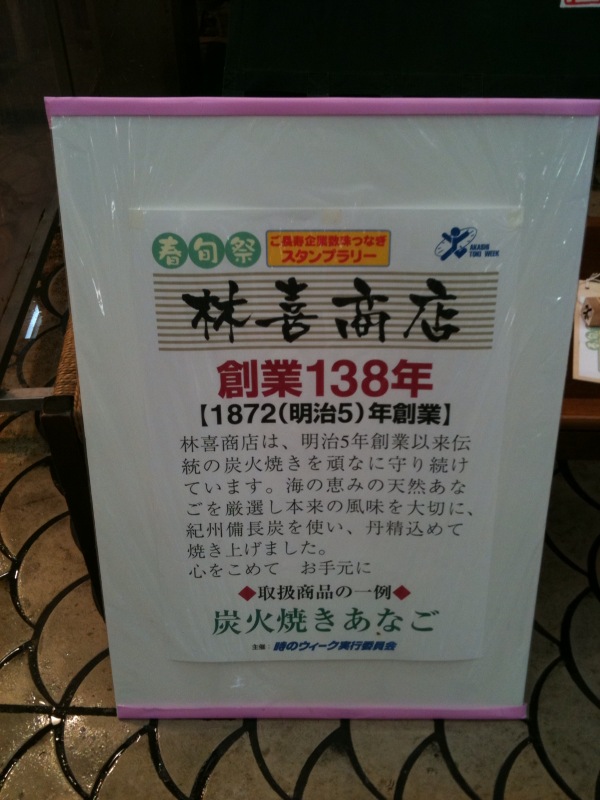 春旬祭
ご長寿企業数珠つなぎ
スタンプラリー
AKASHI
TOKI WEEK
林喜商店
創業138年
【1872(明治5)年創業】
林喜商店は、明治5年創業以来伝
統の炭火焼きを頑なに守り続け
ています。海の恵みの天然あな
ごを厳選し本来の風味を大切に、
紀州備長炭を使い、丹精込めて
焼き上げました。
心をこめて　お手元に
◆取扱商品の一例◆
炭火焼きあなご
主催：時のウィーク実行委員会